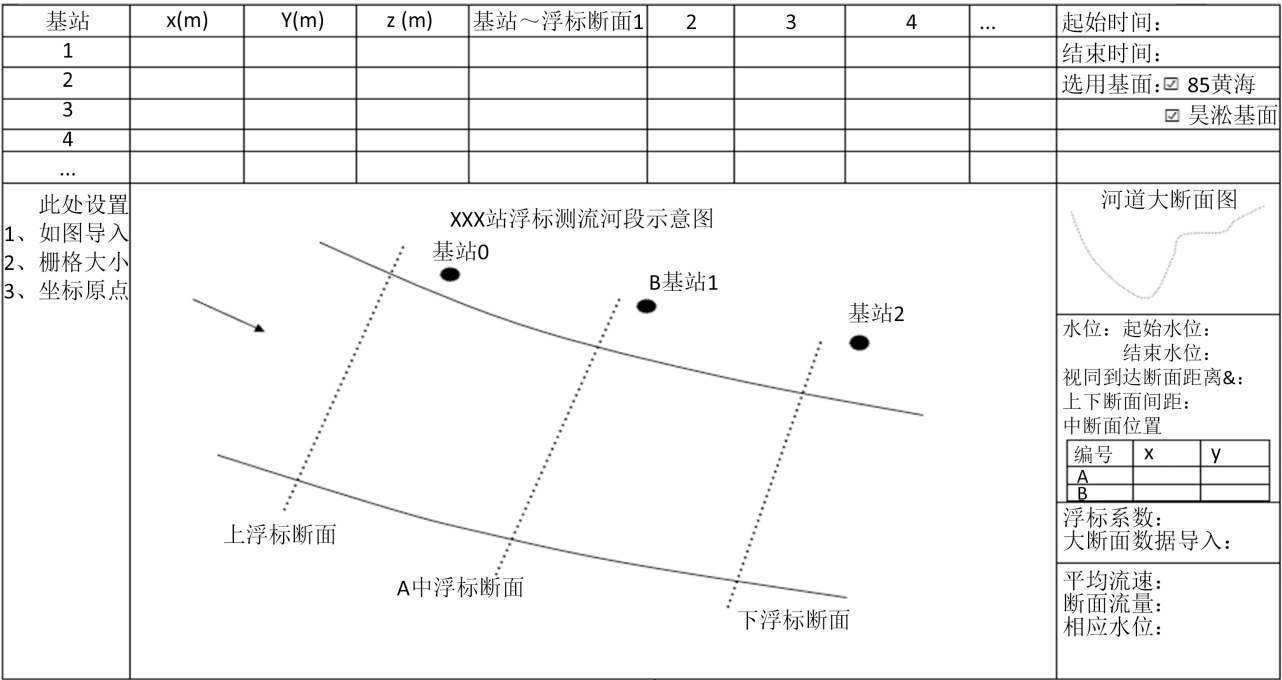 基站 x(m) Y(m) z (m) 基站～浮标断面1 2 3 4 ... 起始时间：
1 结束时间：
2 选用基面：☑ 85黄海
3 ☑ 吴淞基面
4
...
此处设置
1、如图导入
2、栅格大小
3、坐标原点
XXX站浮标测流河段示意图
基站0
B基站1
基站2
上浮标断面
A中浮标断面
下浮标断面
河道大断面图
水位：起始水位：
结束水位：
视同到达断面距离&：
上下断面间距：
中断面位置
编号 x y
A
B
浮标系数：
大断面数据导入：
平均流速：
断面流量：
相应水位：